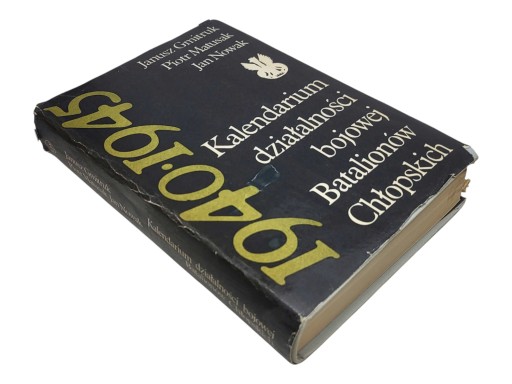 Janusz Gmitruk
Piotr Matusak
Jan Nowak
Kalendarium
działalności
bojowej
Batalionów
Chłopskich
1940·1945
Kalendarium działalności bojowej